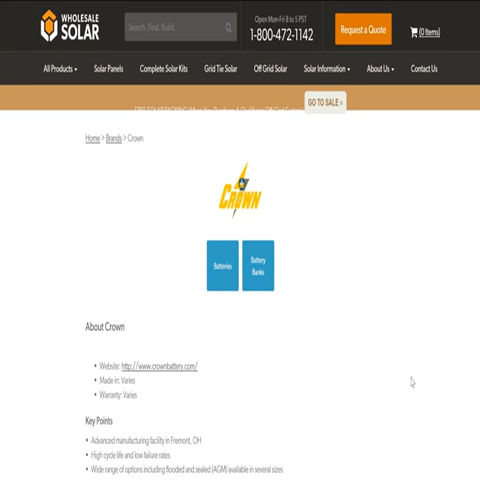 WHOLESALE
SOLAR
Search. Find. Build.
Open Mon-Fri 8 to 5 PST
1-800-472-1142
Request a Quote
(0 Items)
All Products
Solar Panels
Complete Solar Kits
Grid Tie Solar
Off Grid Solar
Solar Information
About Us
Contact Us
GO TO SALE ›
Home > Brands > Crown
CROWN
Batteries
Battery
Banks
About Crown
• Website: http://www.crownbattery.com/
• Made in: Varies
• Warranty: Varies
Key Points
• Advanced manufacturing facility in Fremont, OH
• High cycle life and low failure rates
• Wide range of options including flooded and sealed (AGM) available in several sizes